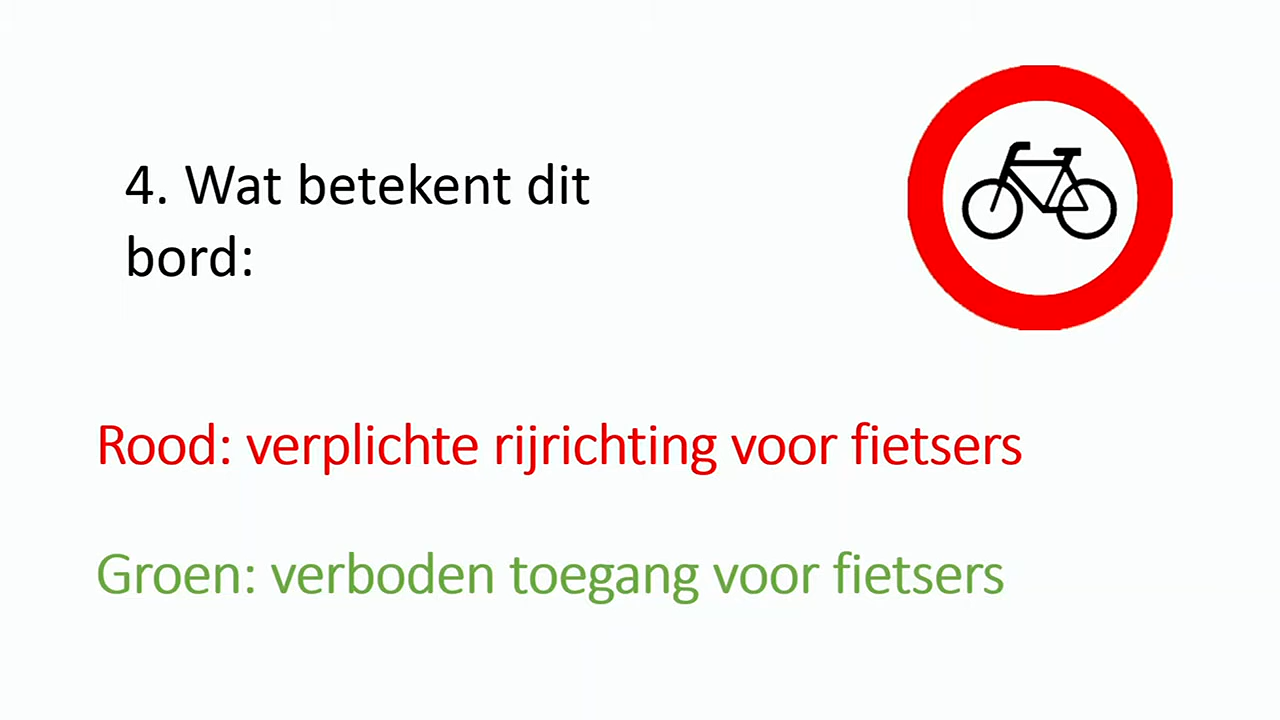 4. Wat betekent dit
bord:
Rood: verplichte rijrichting voor fietsers
Groen: verboden toegang voor fietsers